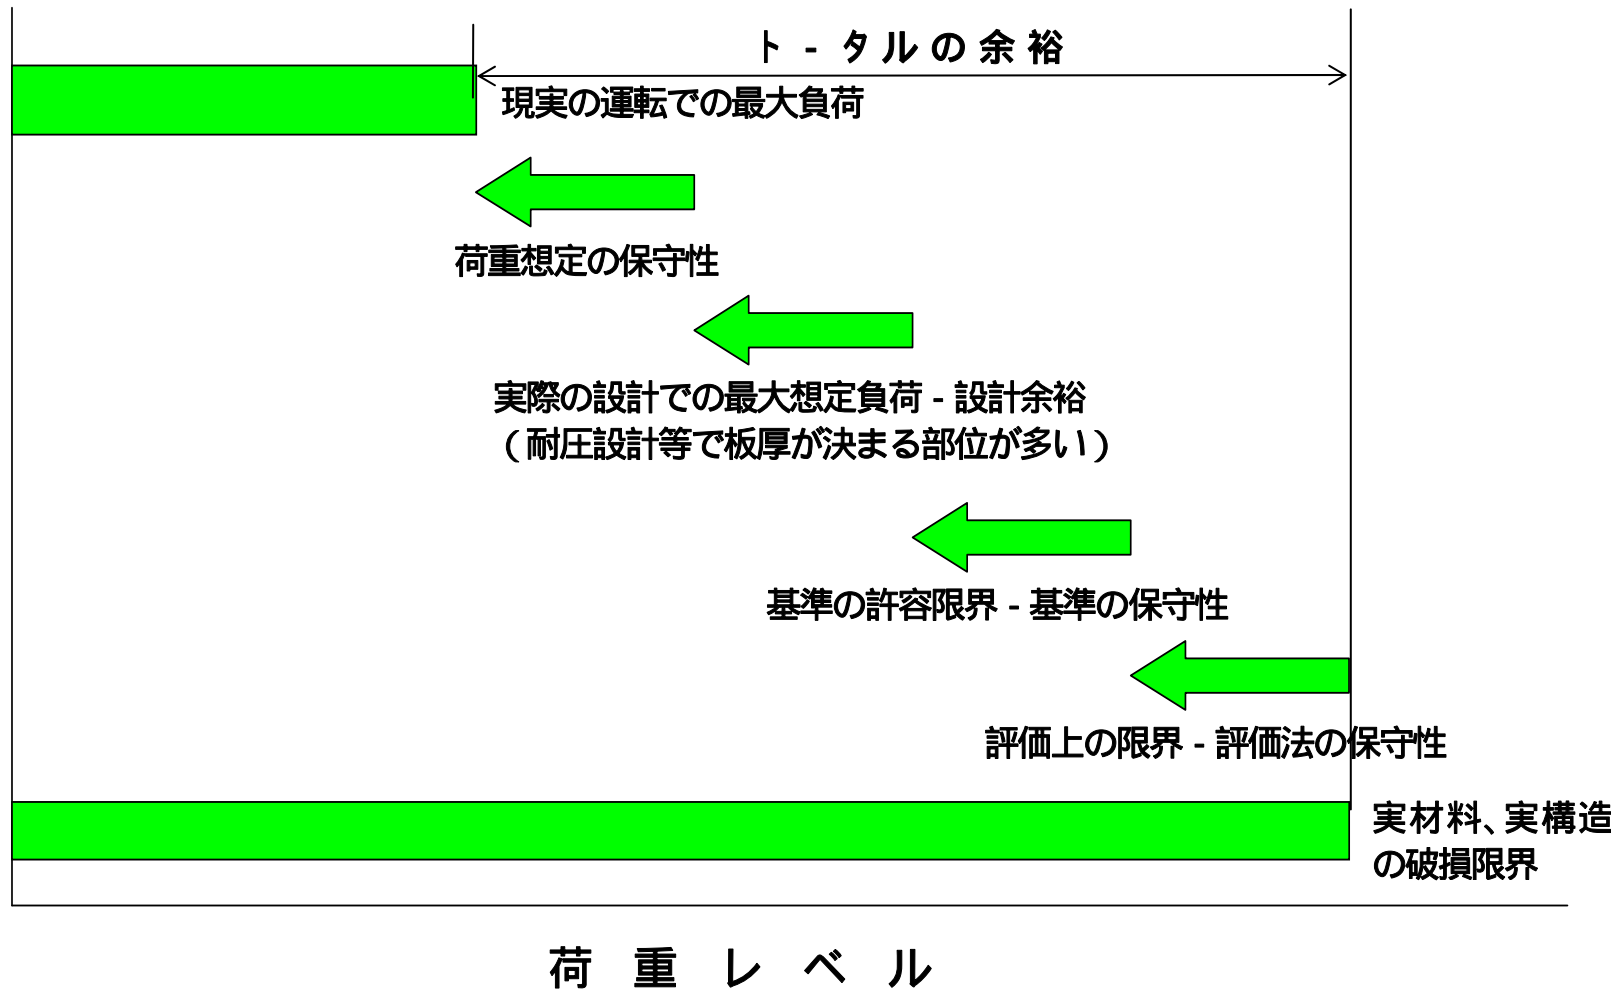 ト-タルの余裕
現実の運転での最大負荷
荷重想定の保守性
実際の設計での最大想定負荷-設計余裕
(耐圧設計等で板厚が決まる部位が多い)
基準の許容限界-基準の保守性
評価上の限界-評価法の保守性
実材料、実構造
の破損限界
荷重レベル